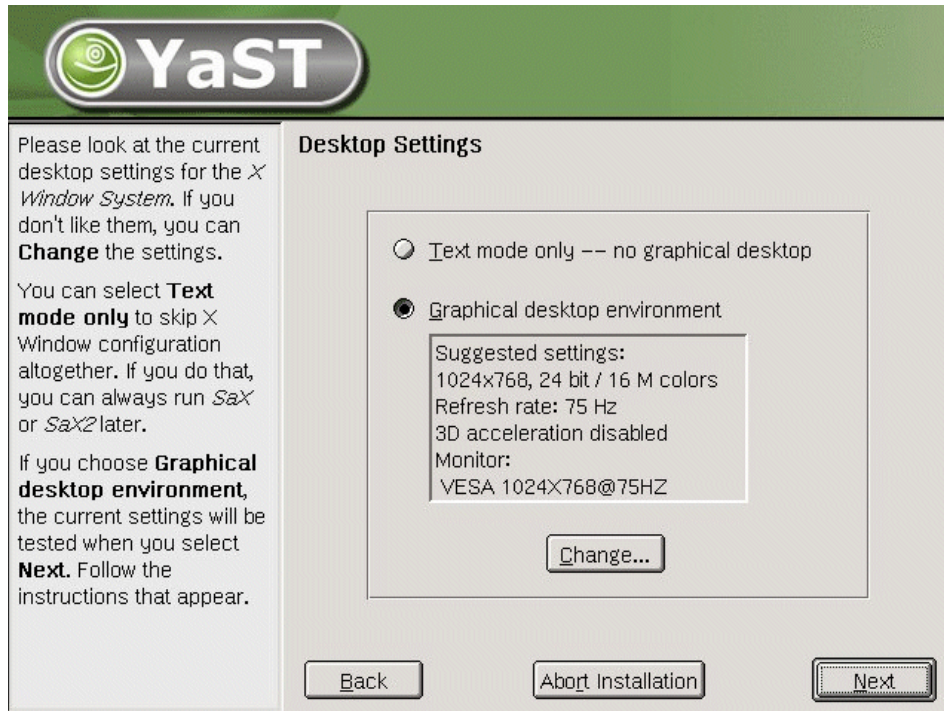 YaST
Please look at the current
desktop settings for the X
Window System. If you
don't like them, you can
Change the settings.
You can select Text
mode only to skip X
Window configuration
altogether. If you do that,
you can always run SaX
or SaX2 later.
If you choose Graphical
desktop environment,
the current settings will be
tested when you select
Next. Follow the
instructions that appear.
Desktop Settings
Text mode only -- no graphical desktop
Graphical desktop environment
Suggested settings:
1024x768, 24 bit / 16 M colors
Refresh rate: 75 Hz
3D acceleration disabled
Monitor:
VESA 1024X768@75HZ
Change...
Back
Abort Installation
Next